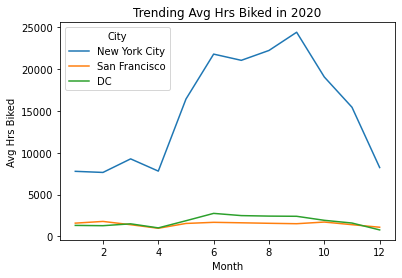 Trending Avg Hrs Biked in 2020
City
New York City
San Francisco
DC
Avg Hrs Biked
25000
20000
15000
10000
5000
0
2 4 6 8 10 12
Month